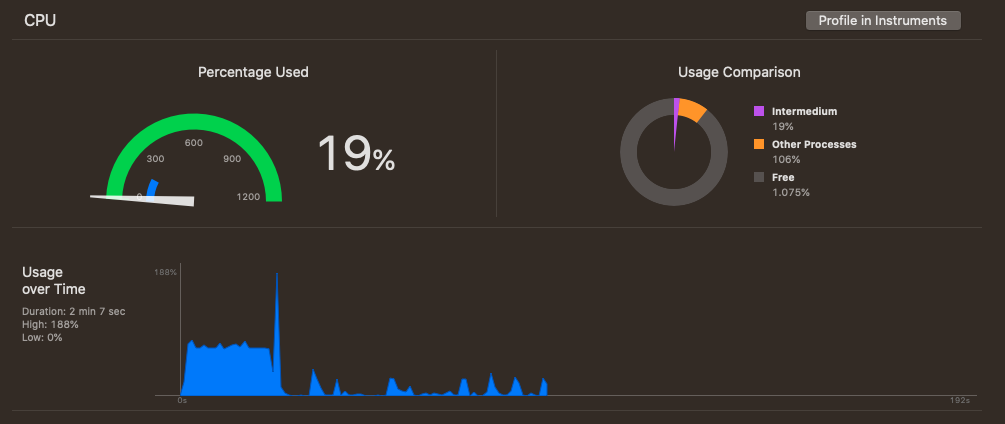 CPU
Profile in Instruments
Percentage Used
Usage Comparison
0
300
600
900
1200
19%
Intermedium
19%
Other Processes
106%
Free
1.075%
Usage
over Time
Duration: 2 min 7 sec
High: 188%
Low: 0%
188%
0s
192s